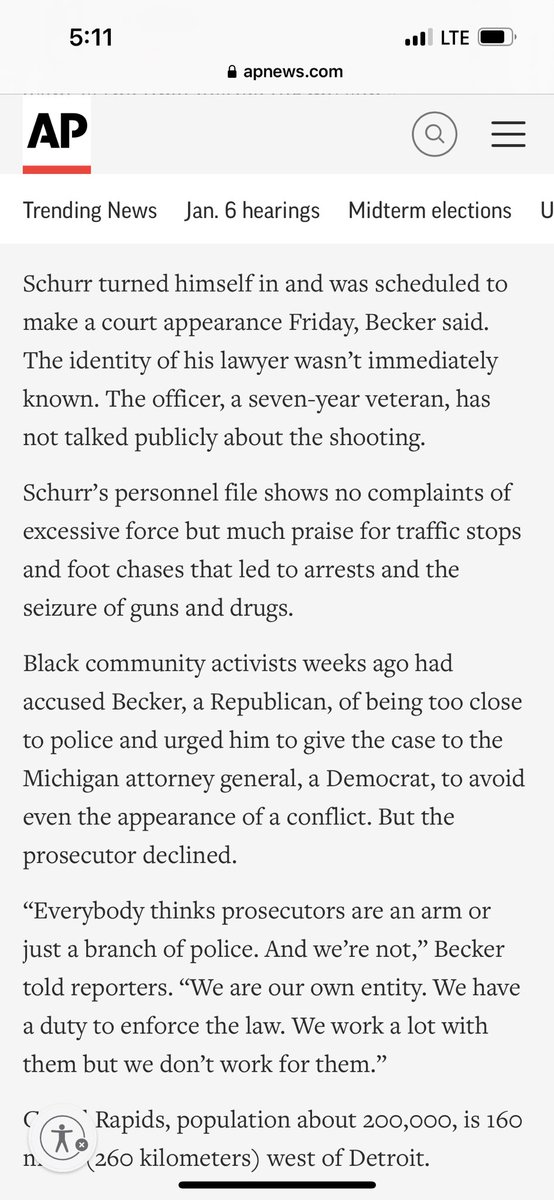 5:11
LTE
apnews.com
AP
Trending News Jan. 6 hearings Midterm elections U
Schurr turned himself in and was scheduled to
make a court appearance Friday, Becker said.
The identity of his lawyer wasn’t immediately
known. The officer, a seven-year veteran, has
not talked publicly about the shooting.
Schurr’s personnel file shows no complaints of
excessive force but much praise for traffic stops
and foot chases that led to arrests and the
seizure of guns and drugs.
Black community activists weeks ago had
accused Becker, a Republican, of being too close
to police and urged him to give the case to the
Michigan attorney general, a Democrat, to avoid
even the appearance of a conflict. But the
prosecutor declined.
“Everybody thinks prosecutors are an arm or
just a branch of police. And we’re not,” Becker
told reporters. “We are our own entity. We have
a duty to enforce the law. We work a lot with
them but we don’t work for them.”
Rapids, population about 200,000, is 160
(260 kilometers) west of Detroit.